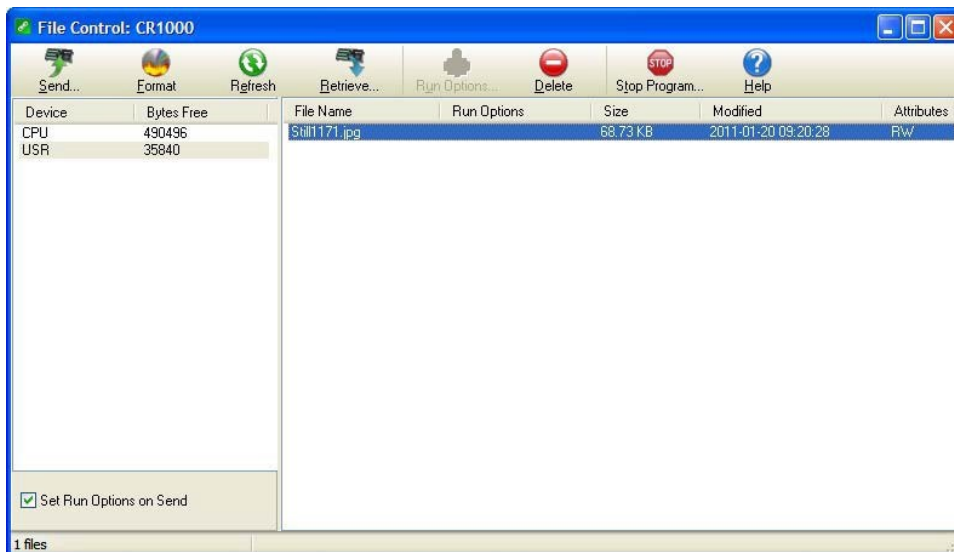 File Control: CR1000
Send... Format Refresh Retrieve... Run Options... STOP Delete Stop Program... Help
Device Bytes Free File Name Run Options Size Modified Attributes
CPU 490496 Still1171.jpg 68.73 KB 2011-01-20 09:20:28 RW
USR 35840
Set Run Options on Send
1 files